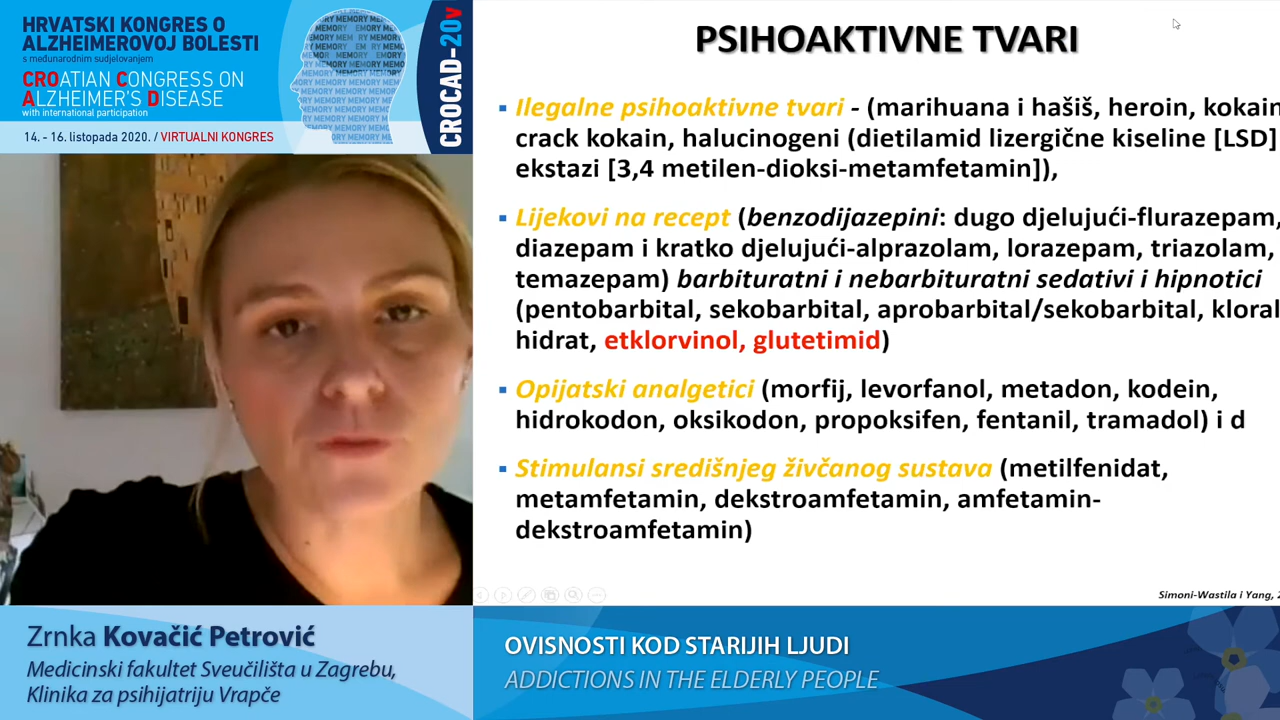 HRVATSKI KONGRES O
ALZHEIMEROVOJ BOLESTI
s međunarodnim sudjelovanjem
CROATIAN CONGRESS ON
ALZHEIMER'S DISEASE
with international participation
14. - 16. listopada 2020. / VIRTUALNI KONGRES
CROCAD-20v
PSIHOAKTIVNE TVARI
Ilegalne psihoaktivne tvari - (marihuana i hašiš, heroin, kokain
crack kokain, halucinogeni (dietilamid lizergične kiseline [LSD]
ekstazi [3,4 metilen-dioksi-metamfetamin]),
Lijekovi na recept (benzodijazepini: dugo djelujući-flurazepam,
diazepam i kratko djelujući-alprazolam, lorazepam, triazolam,
temazepam) barbituratni i nebarbituratni sedativi i hipnotici
(pentobarbital, sekobarbital, aprobarbital/sekobarbital, kloral
hidrat, etklorvinol, glutetimid)
Opijatski analgetici (morfij, levorfanol, metadon, kodein,
hidrokodon, oksikodon, propoksifen, fentanil, tramadol) i d
Stimulansi središnjeg živčanog sustava (metilfenidat,
metamfetamin, dekstroamfetamin, amfetamin-
dekstroamfetamin)
Simoni-Wastila i Yang,
Zrnka Kovačić Petrović
Medicinski fakultet Sveučilišta u Zagrebu,
Klinika za psihijatriju Vrapče
OVISNOSTI KOD STARIJIH LJUDI
ADDICTIONS IN THE ELDERLY PEOPLE